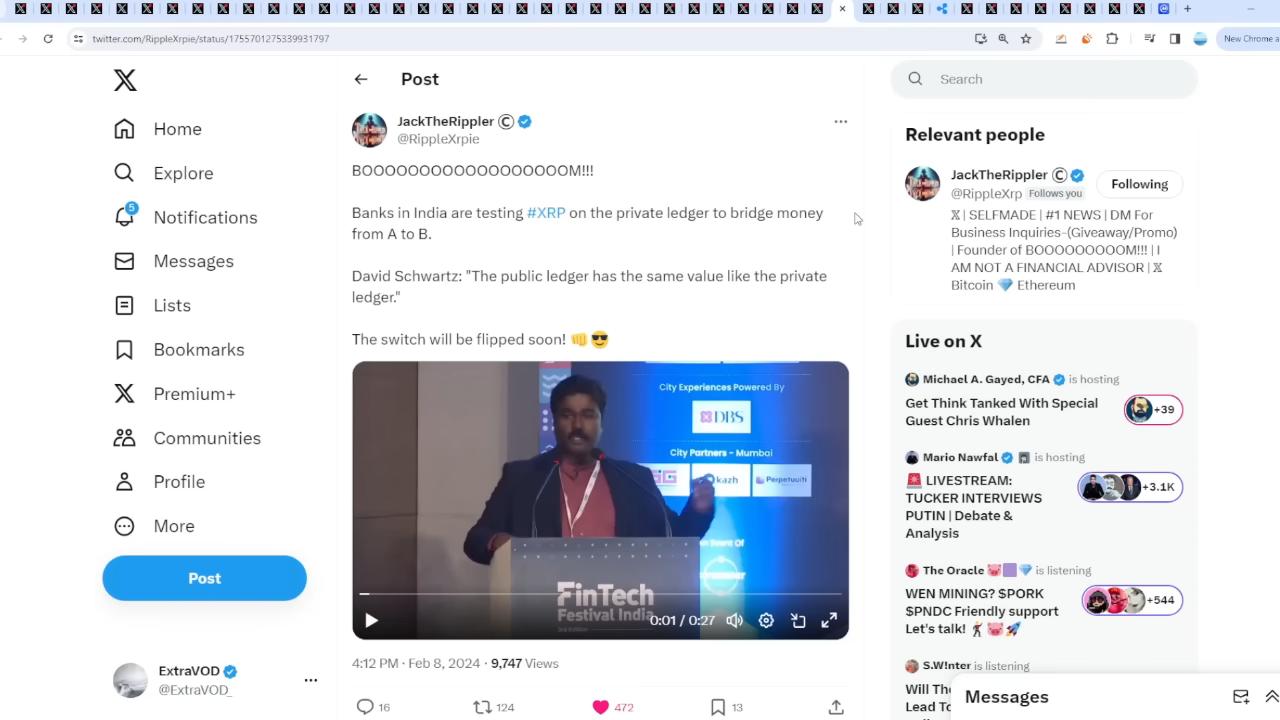 twitter.com/RippleXrpie/status/1755701275339931797
New Chrome a
Home
Explore
5
Notifications
Messages
Lists
Bookmarks
Premium+
Communities
Profile
More
Post
ExtraVOD
@ExtraVOD_
Post
JackTheRippler ©
@RippleXrpie
BOOOOOOOOOOOOOOOOOOM!!!
Banks in India are testing #XRP on the private ledger to bridge money
from A to B.
David Schwartz: "The public ledger has the same value like the private
ledger."
The switch will be flipped soon! 👊😎
City Experiences Powered By
DBS
City Partners - Mumbai
kazh
Perpetuuiti
FinTech
Festival India
0:01 / 0:27
4:12 PM · Feb 8, 2024 · 9,747 Views
16
124
472
13
Search
Relevant people
JackTheRippler ©
@RippleXrp Follows you
Following
𝕏 | SELFMADE | #1 NEWS | DM For
Business Inquiries-(Giveaway/Promo)
| Founder of BOOOOOOOOM!!! | I
AM NOT A FINANCIAL ADVISOR | 𝕏
Bitcoin 💎 Ethereum
Live on X
Michael A. Gayed, CFA is hosting
Get Think Tanked With Special
Guest Chris Whalen
+39
Mario Nawfal is hosting
🚨 LIVESTREAM:
TUCKER INTERVIEWS
PUTIN | Debate &
Analysis
+3.1K
The Oracle 🐷🟪💎 is listening
WEN MINING? $PORK
$PNDC Friendly support
Let's talk! 🕺🐷🚀
+544
S.W!nter is listening
Will The
Lead To
Messages